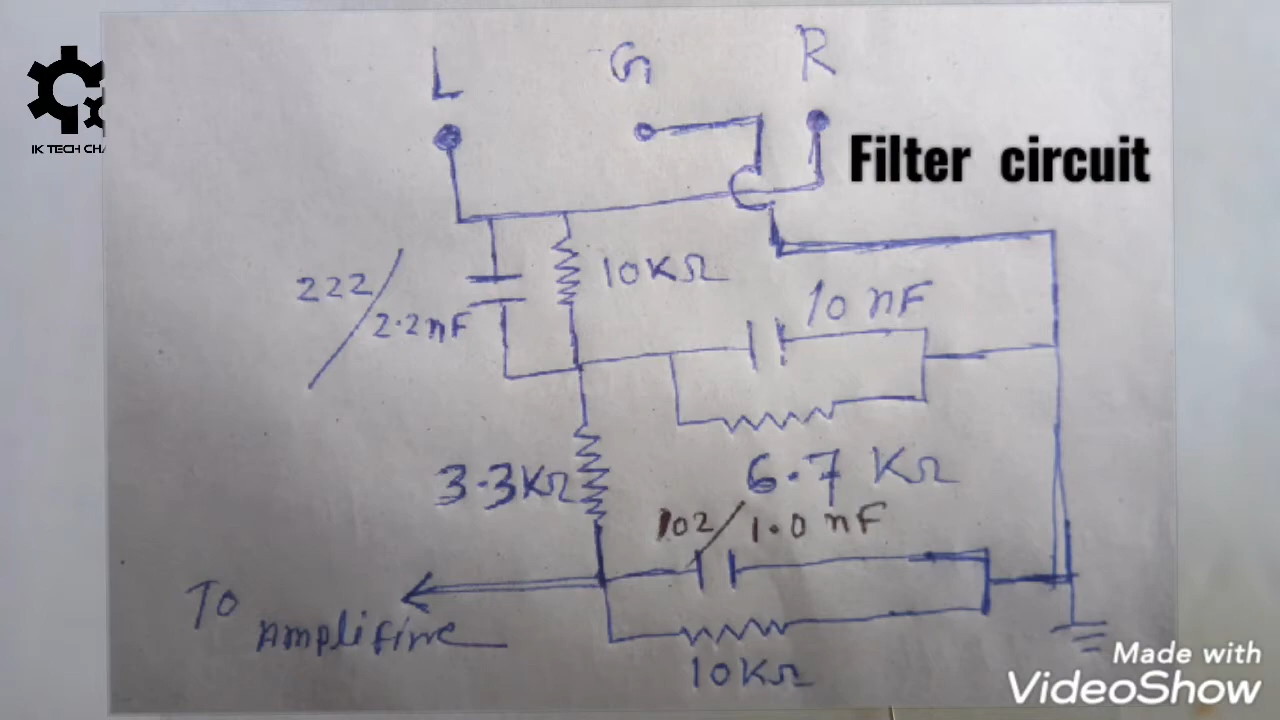 L G R
IK TECH CHA
Filter circuit
222/2.2nF
10KΩ
10 nF
3.3KΩ
6.7 KΩ
102/1.0 nF
To
Amplifire
10KΩ
Made with
VideoShow